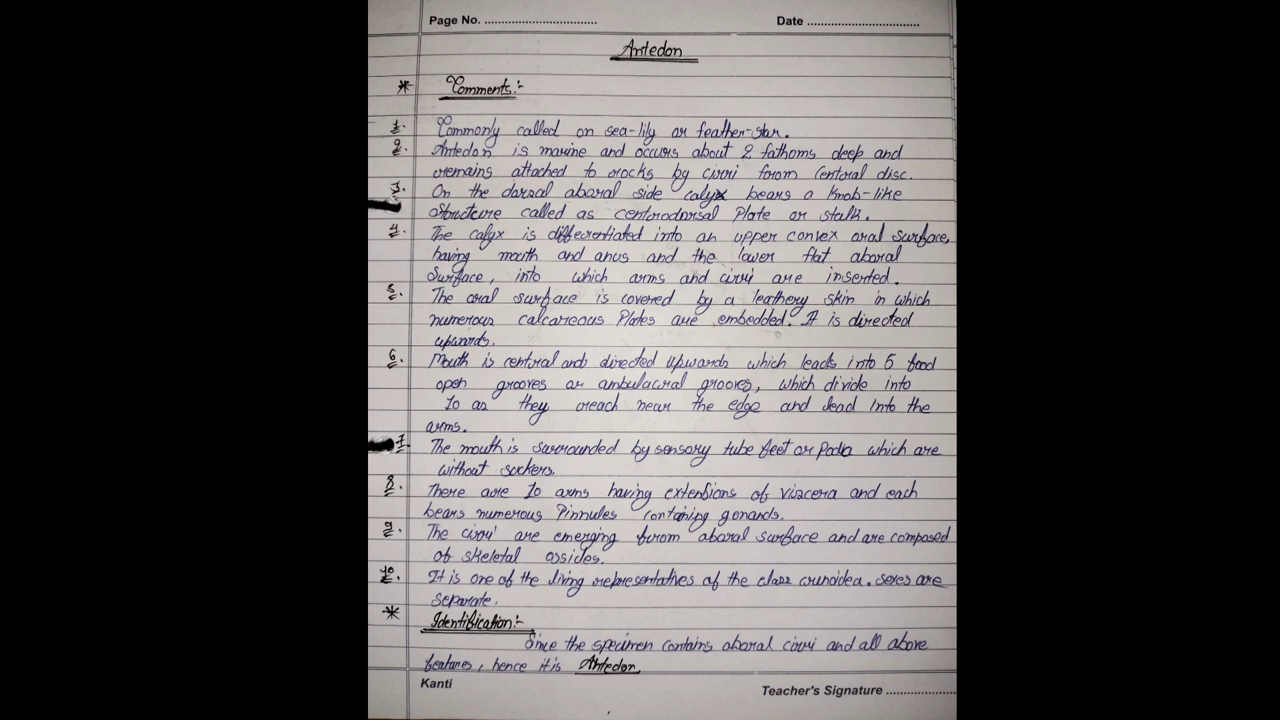 Page No. ................................ Date ................................
Antedon
* Comments:-
1. Commonly called on sea-lily or feather-star.
2. Antedon is marine and occurs about 2 fathoms deep and
remains attached to rocks by cirri from central disc.
3. On the dorsal aboral side calyx bears a knob-like
Structure called as centrodorsal Plate or stalk.
4. The calyx is differentiated into an upper convex oral surface,
having mouth and anus and the lower flat aboral
Surface, into which arms and cirri are inserted.
5. The oral surface is covered by a leathery skin in which
numerous calcareous Plates are embedded. It is directed
upwards.
6. Mouth is central and directed upwards which leads into 5 food
open grooves or ambulacral grooves, which divide into
10 as they reach near the edge and lead into the
arms.
7. The mouth is surrounded by sensory tube feet or Podia which are
without suckers.
8. There are 10 arms having extensions of viscera and each
bears numerous Pinnules containing gonands.
9. The cirri are emerging from aboral surface and are composed
of skeletal ossicles.
10. It is one of the living representatives of the class crinoidea. sexes are
separate.
* Identification:-
Since the specimen contains aboral cirri and all above
features, hence it is Antedon.
Kanti Teacher's Signature ....................